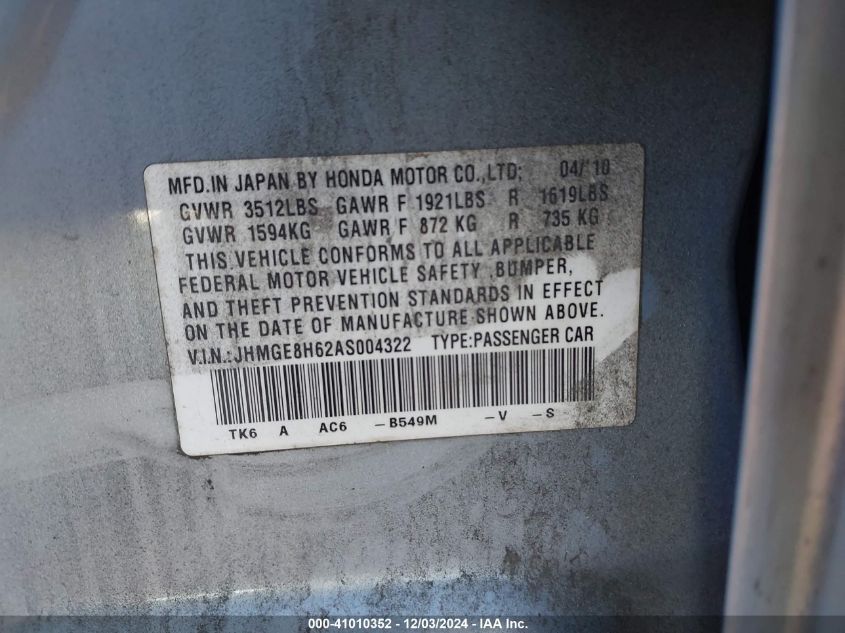 MFD.IN JAPAN BY HONDA MOTOR CO.,LTD; 04/10
GVWR 3512LBS GAWR F 1921LBS R 1619LBS
GVWR 1594KG GAWR F 872 KG R 735 KG
THIS VEHICLE CONFORMS TO ALL APPLICABLE
FEDERAL MOTOR VEHICLE SAFETY ,BUMPER,
AND THEFT PREVENTION STANDARDS IN EFFECT
ON THE DATE OF MANUFACTURE SHOWN ABOVE.
V.I.N.:JHMGE8H62AS004322 TYPE:PASSENGER CAR
TK6 A AC6 -B549M -V -S
000-41010352 - 12/03/2024 - IAA Inc.